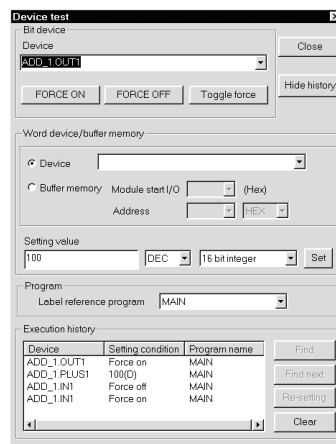 Device test
Bit device
Device
ADD_1.OUT1
Close
FORCE ON FORCE OFF Toggle force
Hide history
Word device/buffer memory
Device
Buffer memory Module start I/O (Hex)
Address HEX
Setting value
100 DEC 16 bit integer Set
Program
Label reference program MAIN
Execution history
Device Setting condition Program name
ADD_1.OUT1 Force on MAIN
ADD_1.PLUS1 100(D) MAIN
ADD_1.IN1 Force off MAIN
ADD_1.IN1 Force on MAIN
Find
Find next
Re-setting
Clear